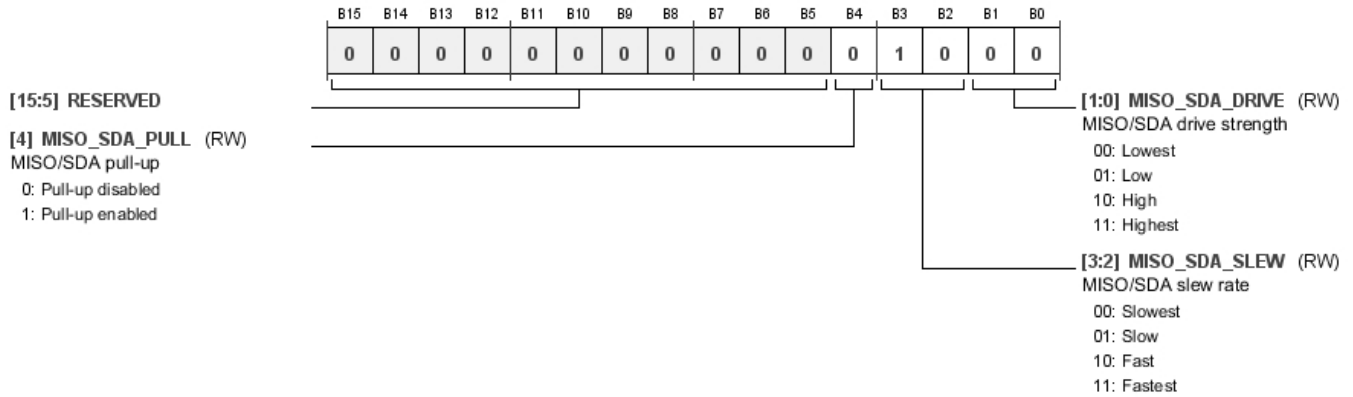 B15 B14 B13 B12 B11 B10 B9 B8 B7 B6 B5 B4 B3 B2 B1 B0
0 0 0 0 0 0 0 0 0 0 0 0 1 0 0 0
[15:5] RESERVED
[4] MISO_SDA_PULL (RW)
MISO/SDA pull-up
0: Pull-up disabled
1: Pull-up enabled
[1:0] MISO_SDA_DRIVE (RW)
MISO/SDA drive strength
00: Lowest
01: Low
10: High
11: Highest
[3:2] MISO_SDA_SLEW (RW)
MISO/SDA slew rate
00: Slowest
01: Slow
10: Fast
11: Fastest